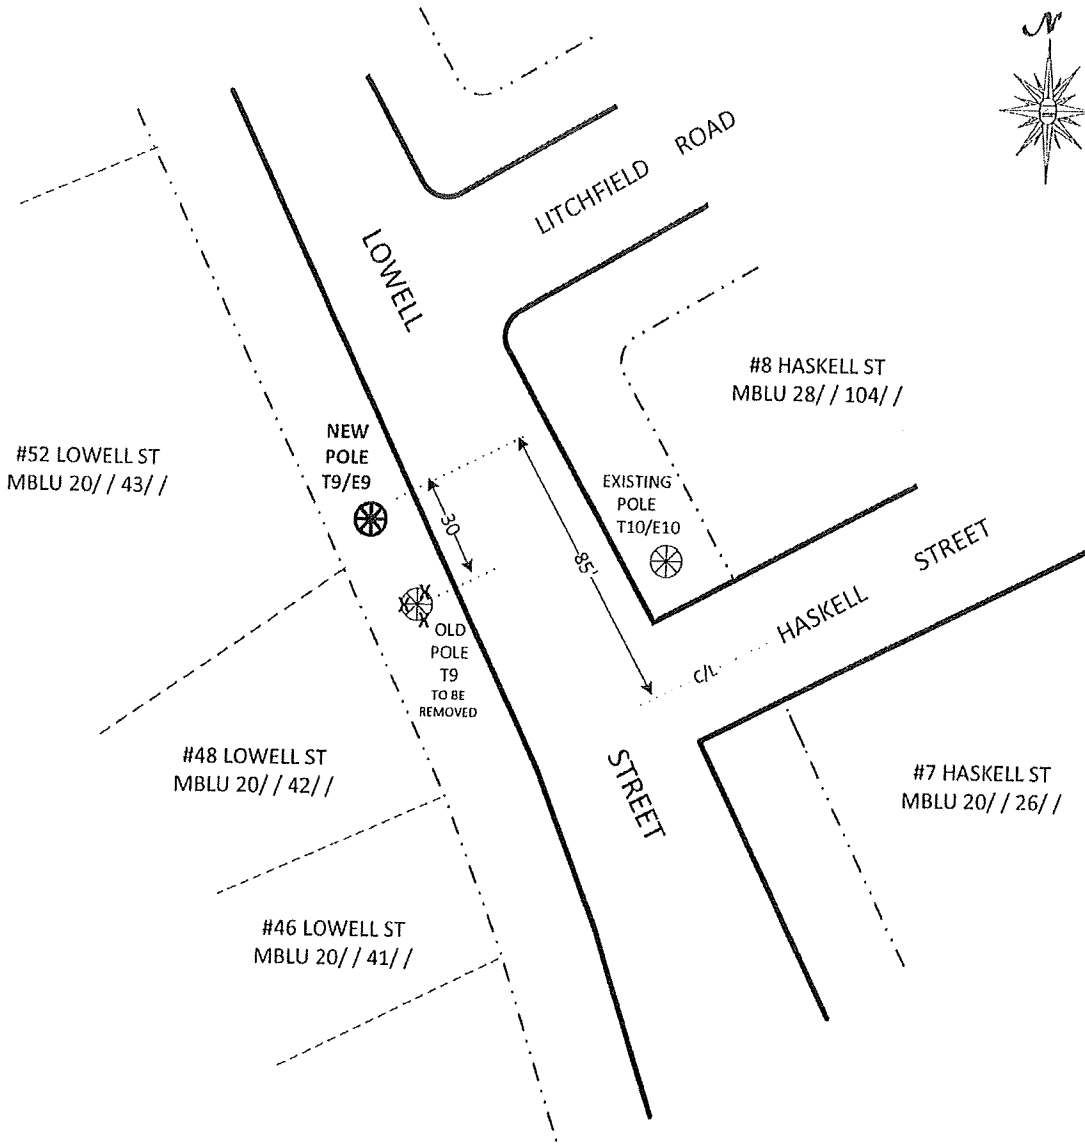 N
LITCHFIELD ROAD
LOWELL
#8 HASKELL ST
MBLU 28/ / 104/ /
NEW
POLE
T9/E9
#52 LOWELL ST
MBLU 20/ / 43/ /
EXISTING
POLE
T10/E10
30
85'
HASKELL STREET
OLD
POLE
T9
TO BE
REMOVED
X
X
X
C/L
#48 LOWELL ST
MBLU 20/ / 42/ /
STREET
#7 HASKELL ST
MBLU 20/ / 26/ /
#46 LOWELL ST
MBLU 20/ / 41/ /